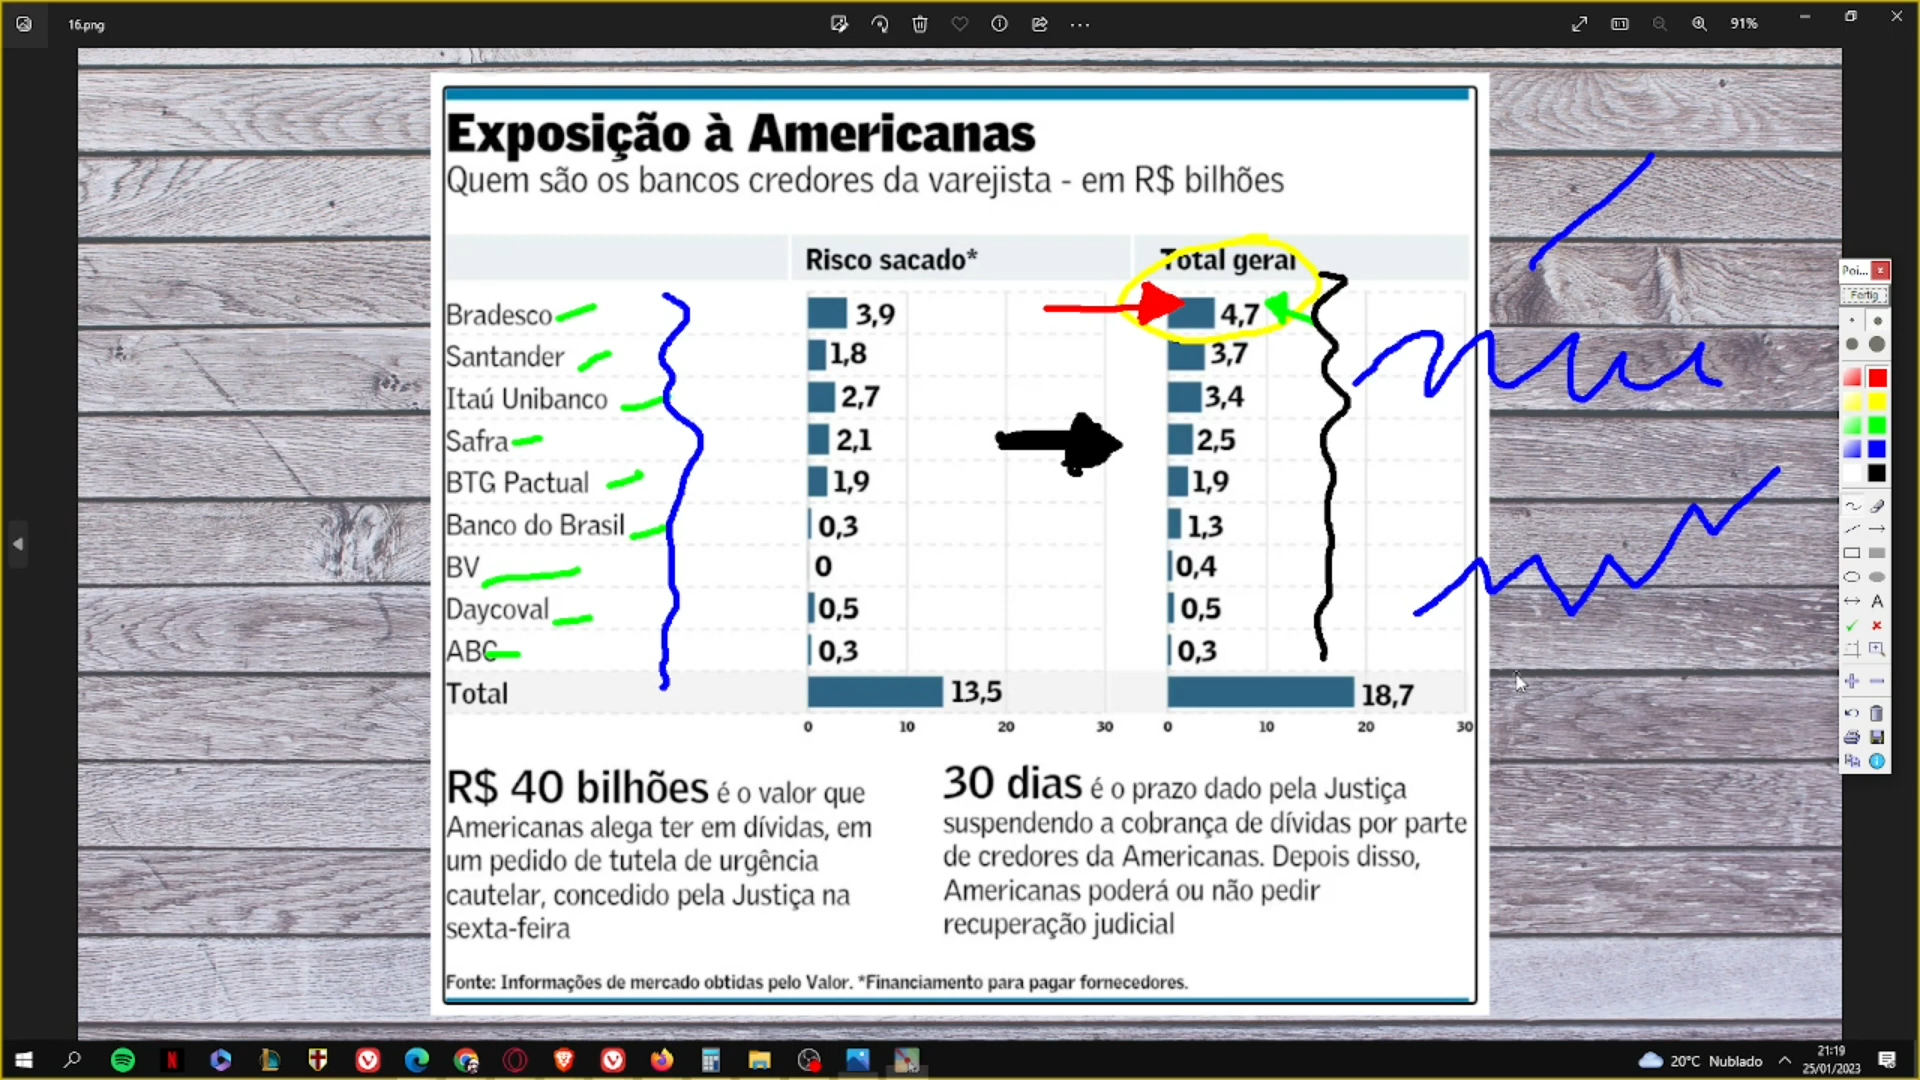 16.png
91%
Exposição à Americanas
Quem são os bancos credores da varejista - em R$ bilhões
Risco sacado* Total geral
Bradesco 3,9 4,7
Santander 1,8 3,7
Itaú Unibanco 2,7 3,4
Safra 2,1 2,5
BTG Pactual 1,9 1,9
Banco do Brasil 0,3 1,3
BV 0 0,4
Daycoval 0,5 0,5
ABC 0,3 0,3
Total 13,5 18,7
0 10 20 30 0 10 20 30
R$ 40 bilhões é o valor que
Americanas alega ter em dívidas, em
um pedido de tutela de urgência
cautelar, concedido pela Justiça na
sexta-feira
30 dias é o prazo dado pela Justiça
suspendendo a cobrança de dívidas por parte
de credores da Americanas. Depois disso,
Americanas poderá ou não pedir
recuperação judicial
Fonte: Informações de mercado obtidas pelo Valor. *Financiamento para pagar fornecedores.
Poi...
Fertig
A
20°C Nublado
21:19
25/01/2023